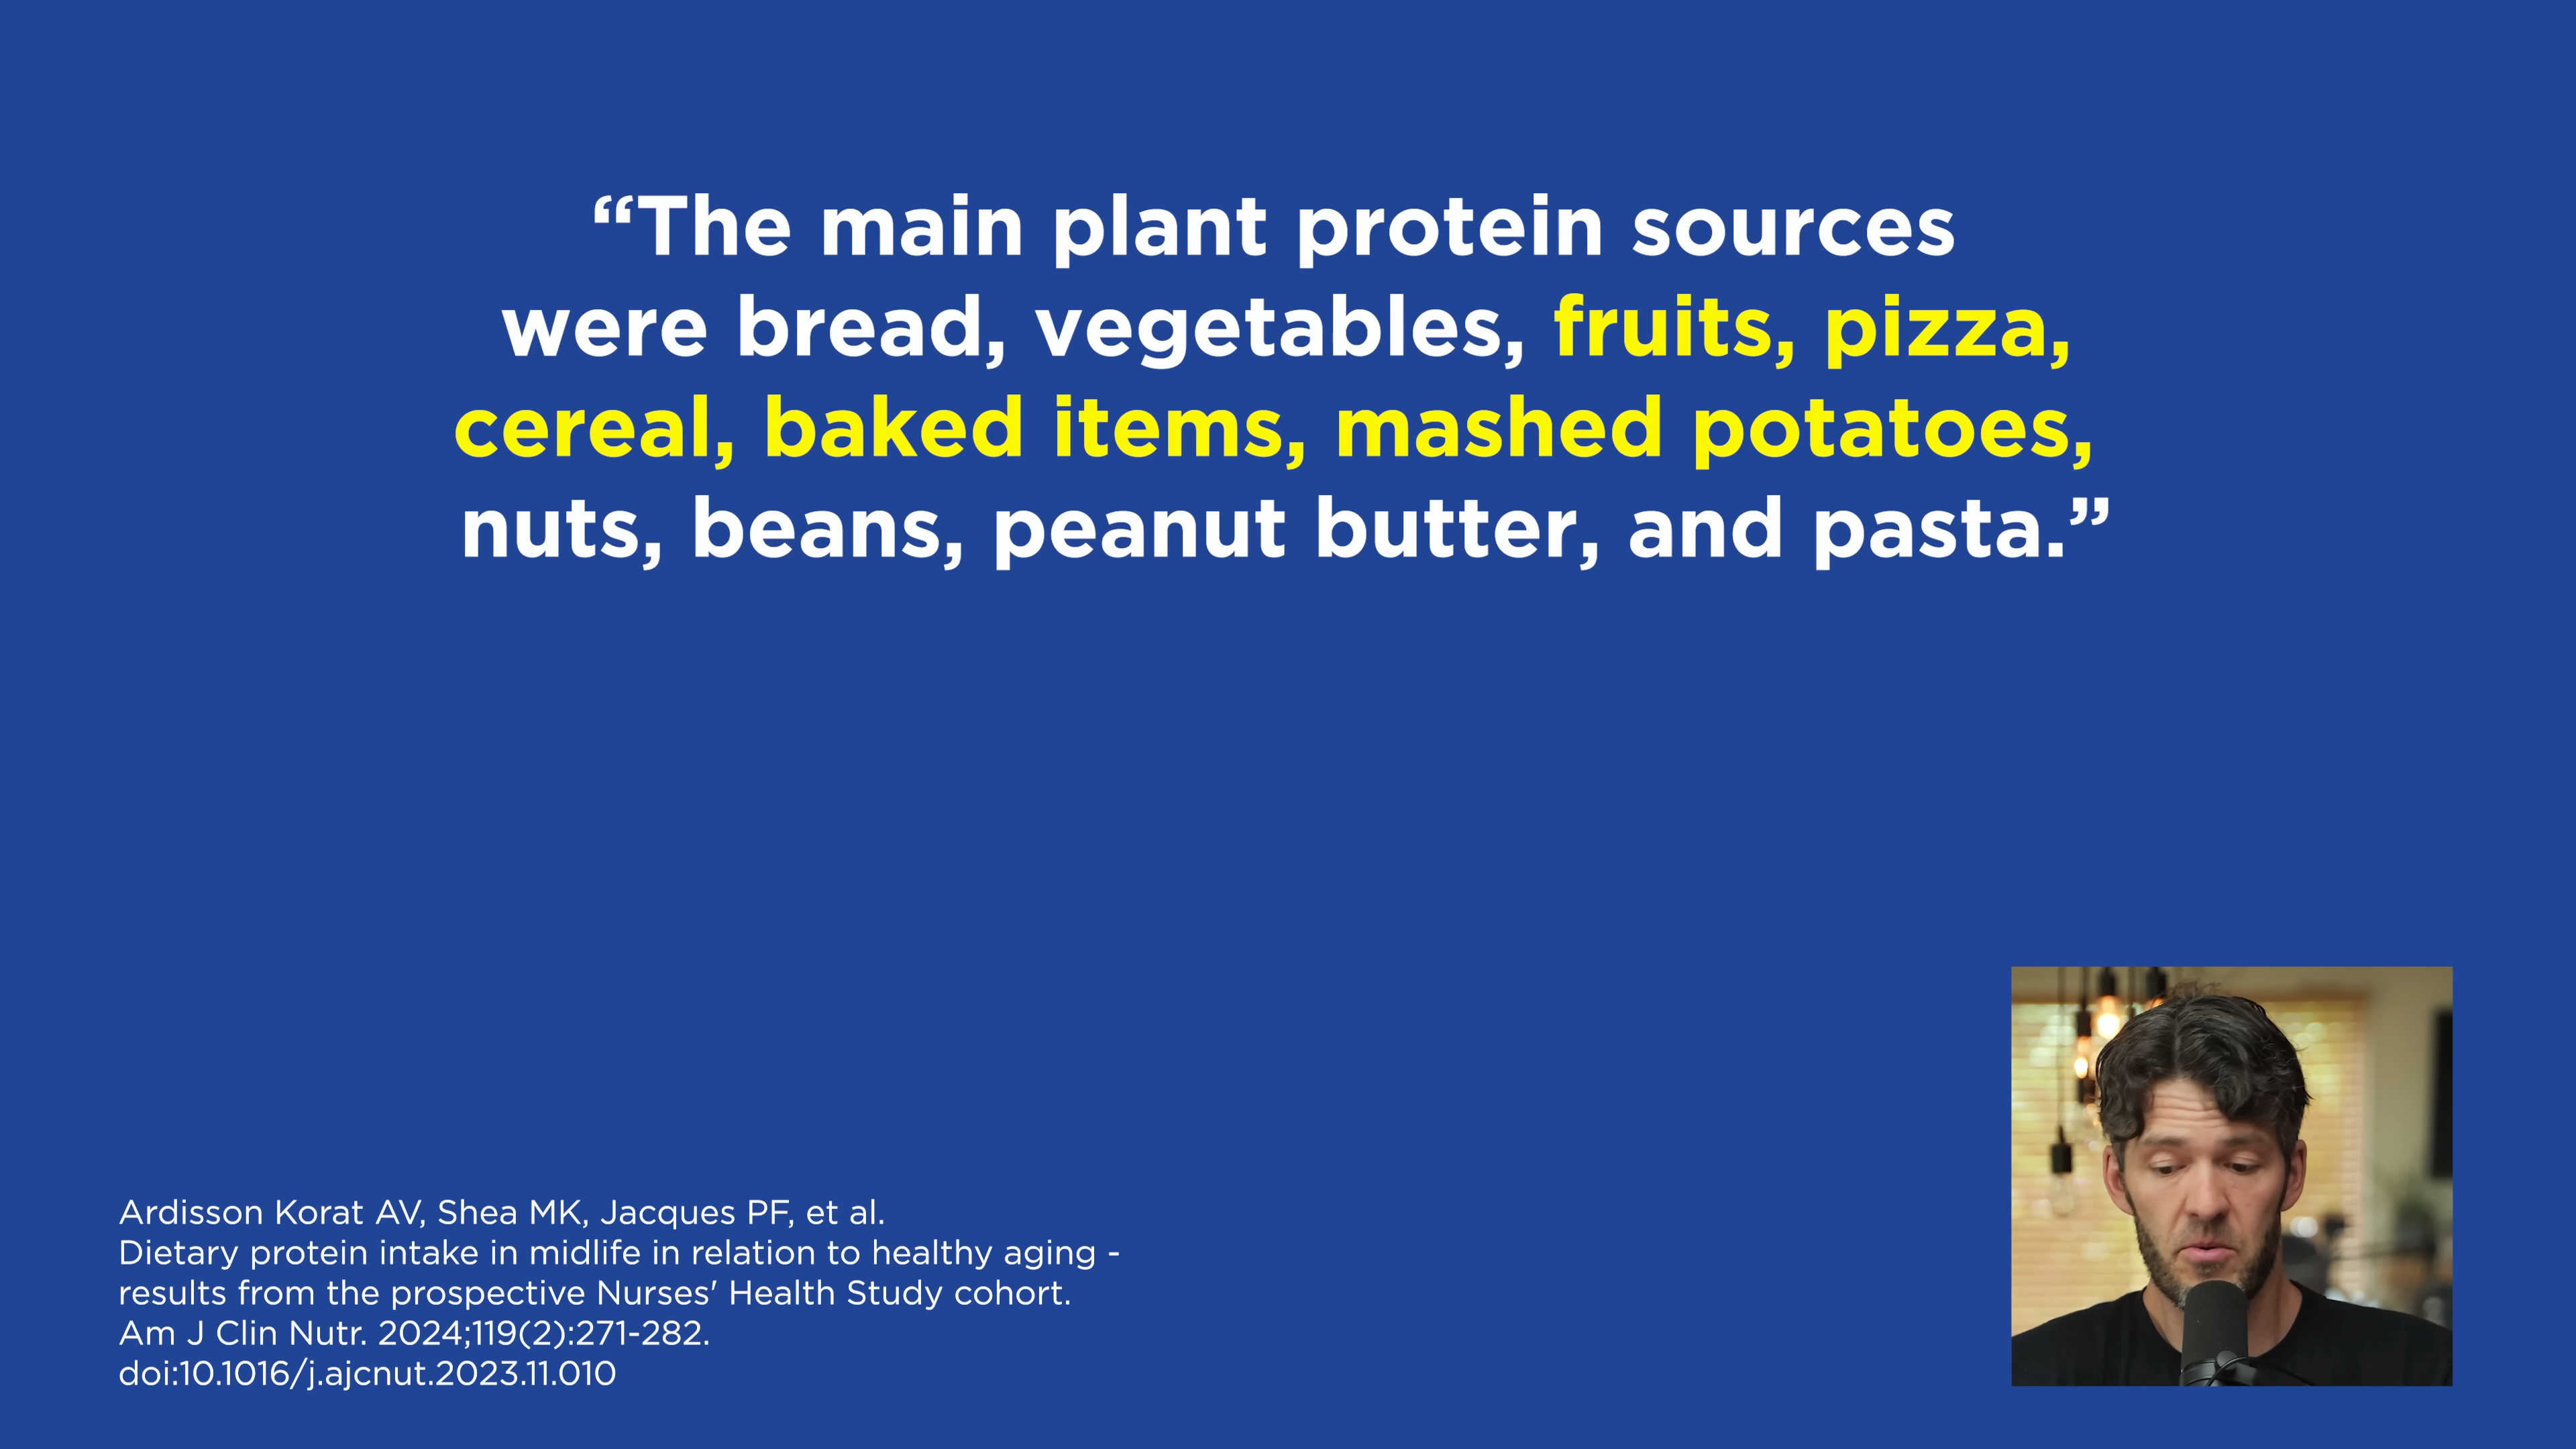 “The main plant protein sources
were bread, vegetables, fruits, pizza,
cereal, baked items, mashed potatoes,
nuts, beans, peanut butter, and pasta.”
Ardisson Korat AV, Shea MK, Jacques PF, et al.
Dietary protein intake in midlife in relation to healthy aging -
results from the prospective Nurses' Health Study cohort.
Am J Clin Nutr. 2024;119(2):271-282.
doi:10.1016/j.ajcnut.2023.11.010